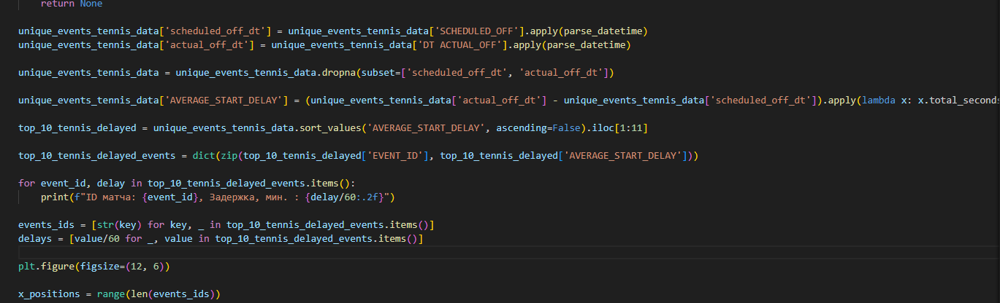 return None
unique_events_tennis_data['scheduled_off_dt'] = unique_events_tennis_data['SCHEDULED_OFF'].apply(parse_datetime)
unique_events_tennis_data['actual_off_dt'] = unique_events_tennis_data['DT ACTUAL_OFF'].apply(parse_datetime)
unique_events_tennis_data = unique_events_tennis_data.dropna(subset=['scheduled_off_dt', 'actual_off_dt'])
unique_events_tennis_data['AVERAGE_START_DELAY'] = (unique_events_tennis_data['actual_off_dt'] - unique_events_tennis_data['scheduled_off_dt']).apply(lambda x: x.total_seconds
top_10_tennis_delayed = unique_events_tennis_data.sort_values('AVERAGE_START_DELAY', ascending=False).iloc[1:11]
top_10_tennis_delayed_events = dict(zip(top_10_tennis_delayed['EVENT_ID'], top_10_tennis_delayed['AVERAGE_START_DELAY']))
for event_id, delay in top_10_tennis_delayed_events.items():
print(f"ID матча: {event_id}, Задержка, мин. : {delay/60:.2f}")
events_ids = [str(key) for key, _ in top_10_tennis_delayed_events.items()]
delays = [value/60 for _, value in top_10_tennis_delayed_events.items()]
plt.figure(figsize=(12, 6))
x_positions = range(len(events_ids))